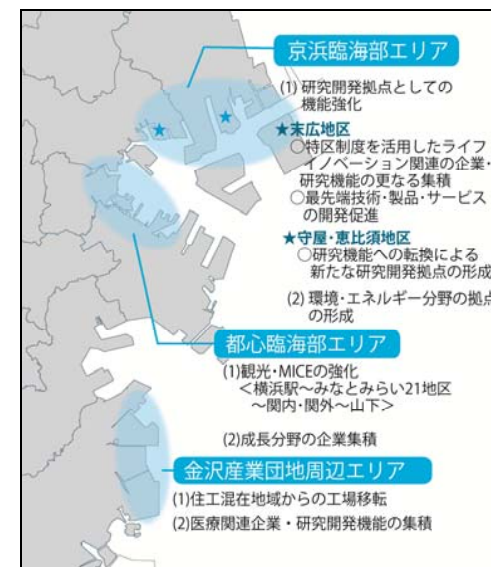 京浜臨海部エリア
(1) 研究開発拠点としての
機能強化
★末広地区
○特区制度を活用したライフ
イノベーション関連の企業・
研究機能の更なる集積
○最先端技術・製品・サービス
の開発促進
★守屋・恵比須地区
○研究機能への転換による
新たな研究開発拠点の形成
(2) 環境・エネルギー分野の拠点
の形成
都心臨海部エリア
(1)観光・MICEの強化
<横浜駅～みなとみらい21地区
～関内・関外～山下>
(2)成長分野の企業集積
金沢産業団地周辺エリア
(1)住工混在地域からの工場移転
(2)医療関連企業・研究開発機能の集積